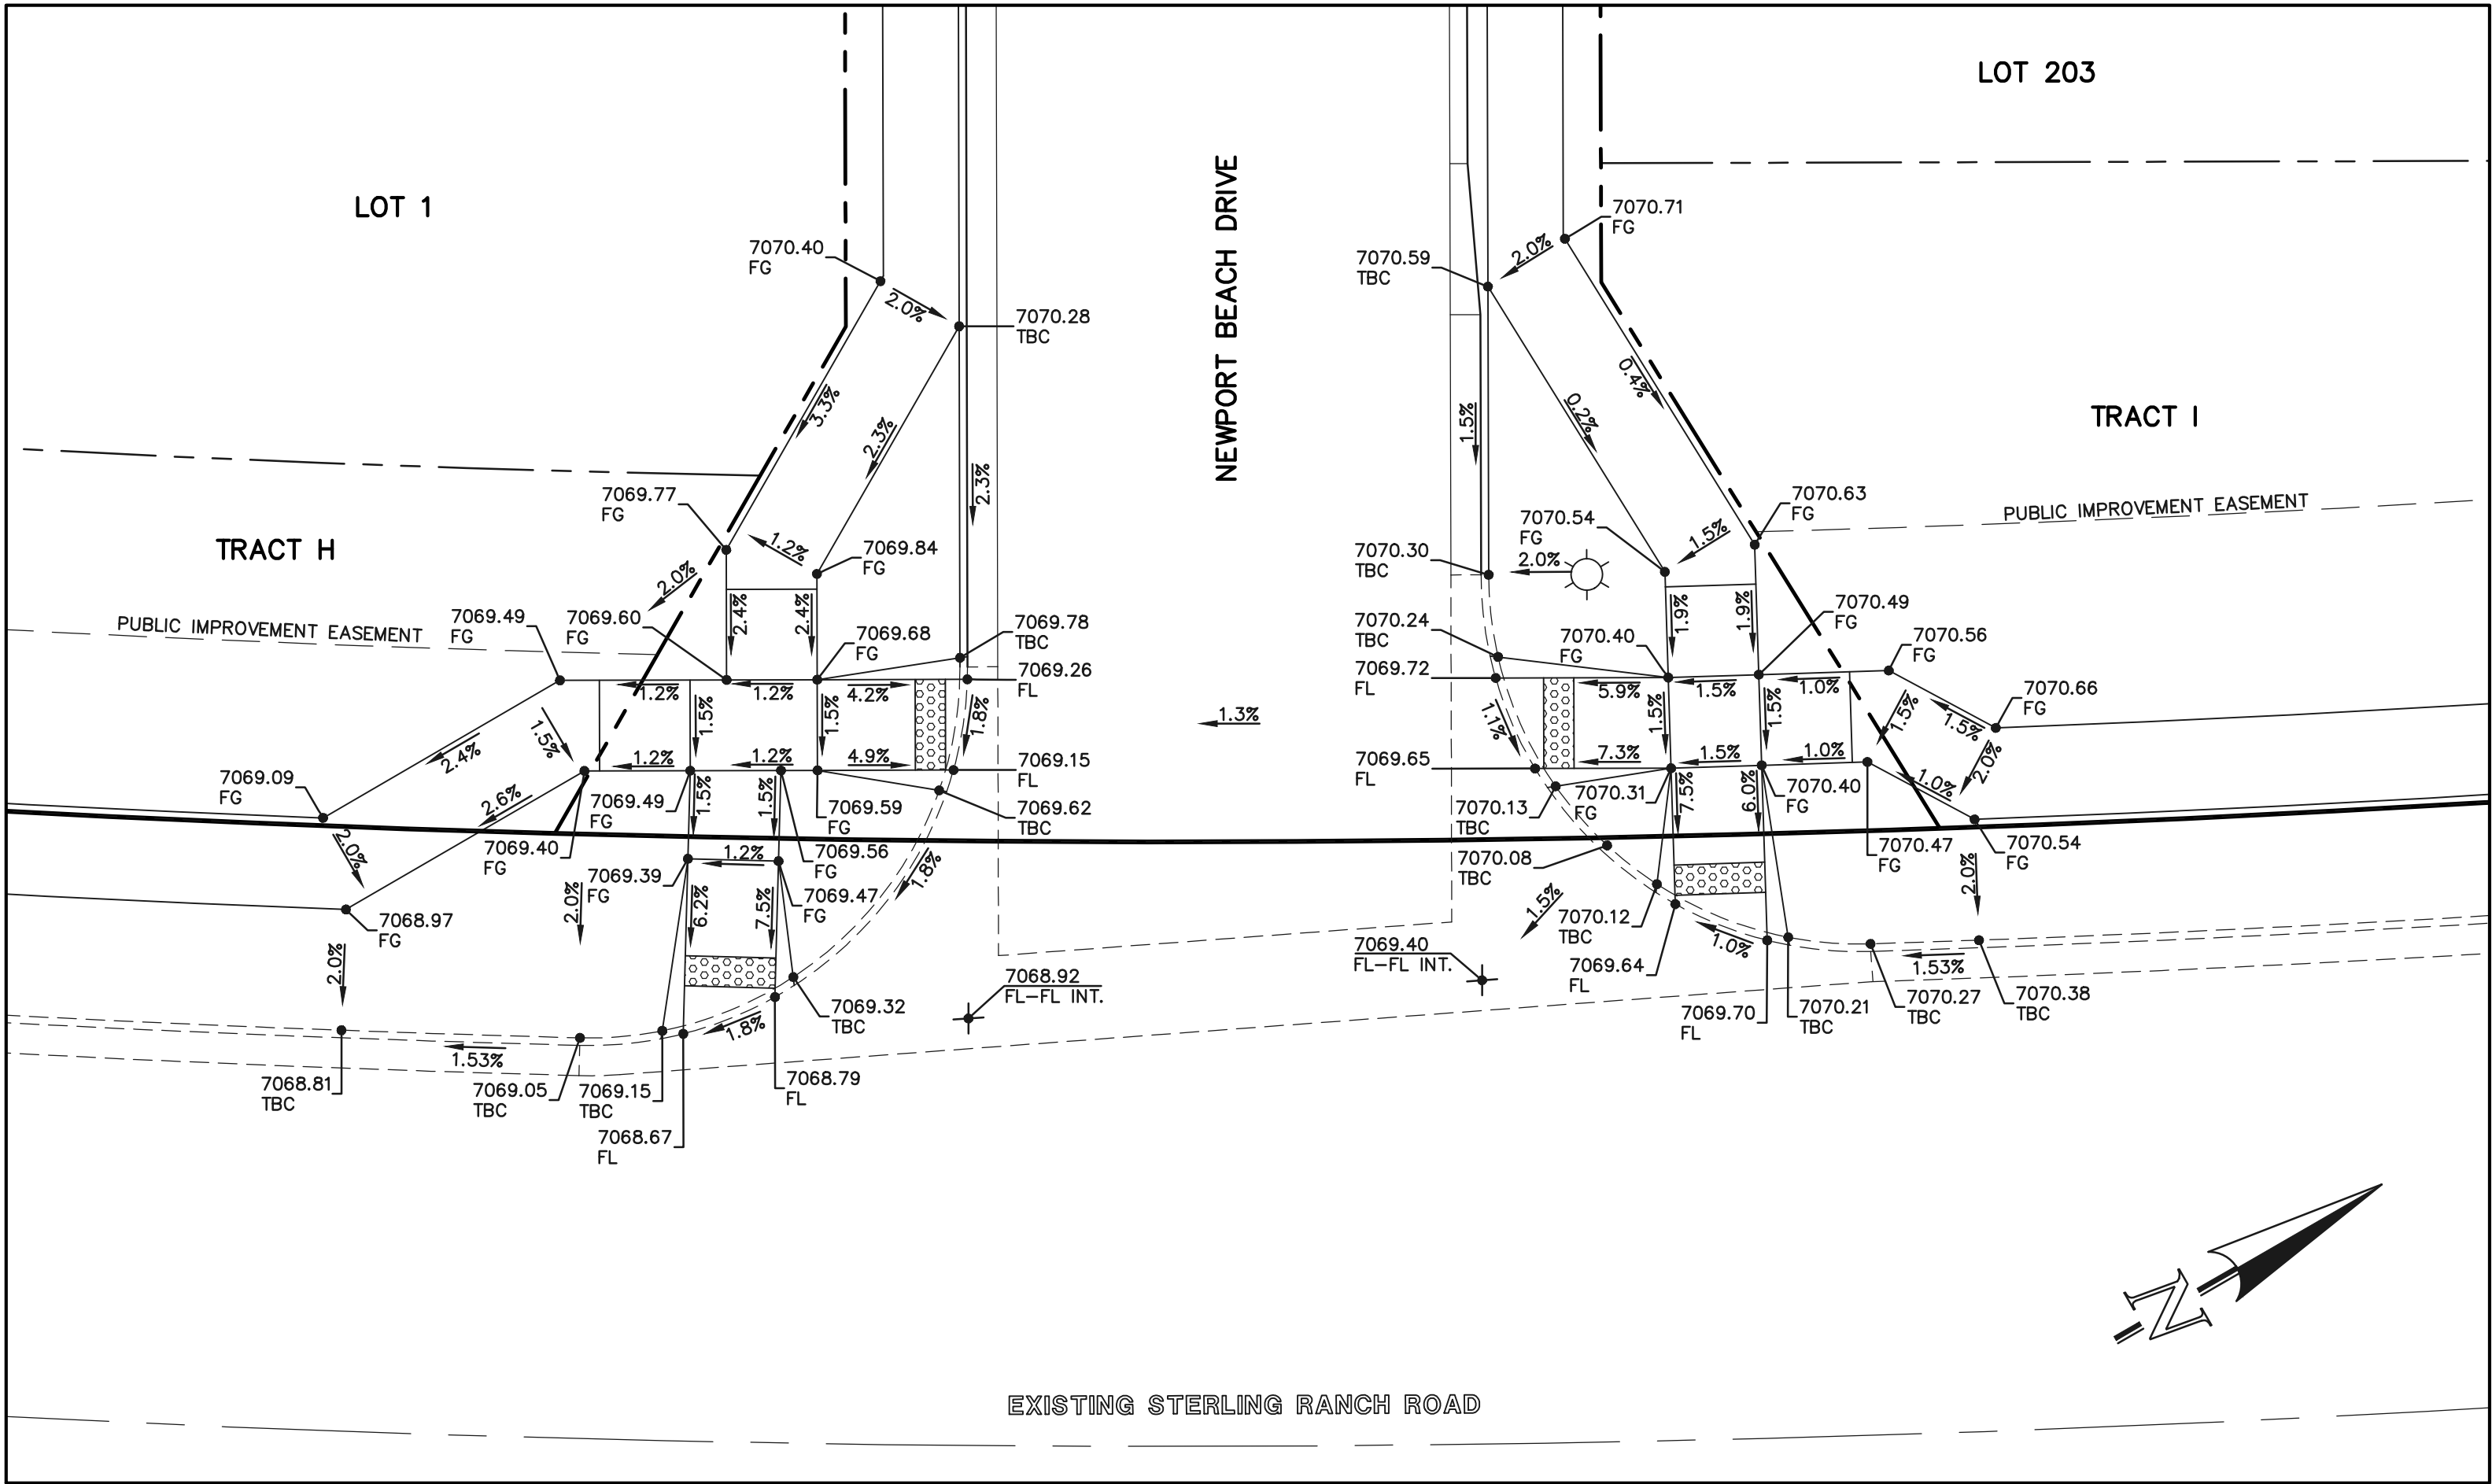 LOT 203
LOT 1
NEWPORT BEACH DRIVE
7070.71
FG
7070.40
FG
2.0%
7070.59
TBC
2.0%
7070.28
TBC
3.3%
2.3%
2.3%
1.5%
0.2%
0.4%
TRACT I
7069.77
FG
7070.63
FG
PUBLIC IMPROVEMENT EASEMENT
TRACT H
2.0%
1.2%
7069.84
FG
7070.54
FG
1.5%
7070.30
TBC
2.0%
PUBLIC IMPROVEMENT EASEMENT
7069.49
FG
7069.60
FG
2.4%
2.4%
7069.68
FG
7069.78
TBC
7070.24
TBC
7070.40
FG
1.9%
1.9%
7070.49
FG
7070.56
FG
7069.26
FL
7069.72
FL
7070.66
FG
1.2%
1.2%
4.2%
5.9%
1.5%
1.0%
1.5%
1.5%
1.5%
1.8%
1.3%
1.1%
1.5%
1.5%
1.5%
1.5%
2.0%
2.4%
1.2%
1.2%
4.9%
7069.15
FL
7069.65
FL
7.3%
1.5%
1.0%
1.0%
7069.09
FG
2.6%
7069.49
FG
1.5%
1.5%
7069.59
FG
7069.62
TBC
7070.13
TBC
7070.31
FG
7.5%
6.0%
7070.40
FG
2.0%
7069.40
FG
1.2%
7069.56
FG
1.8%
7070.08
TBC
7070.47
FG
7070.54
FG
7069.39
FG
7069.47
FG
2.0%
6.2%
7.5%
1.5%
2.0%
7068.97
FG
7070.12
TBC
1.0%
7069.40
FL-FL INT.
2.0%
7068.92
FL-FL INT.
7069.64
FL
1.53%
7069.32
TBC
1.8%
7069.70
FL
7070.21
TBC
7070.27
TBC
7070.38
TBC
1.53%
7068.81
TBC
7069.05
TBC
7069.15
TBC
7068.79
FL
7068.67
FL
N
EXISTING STERLING RANCH ROAD